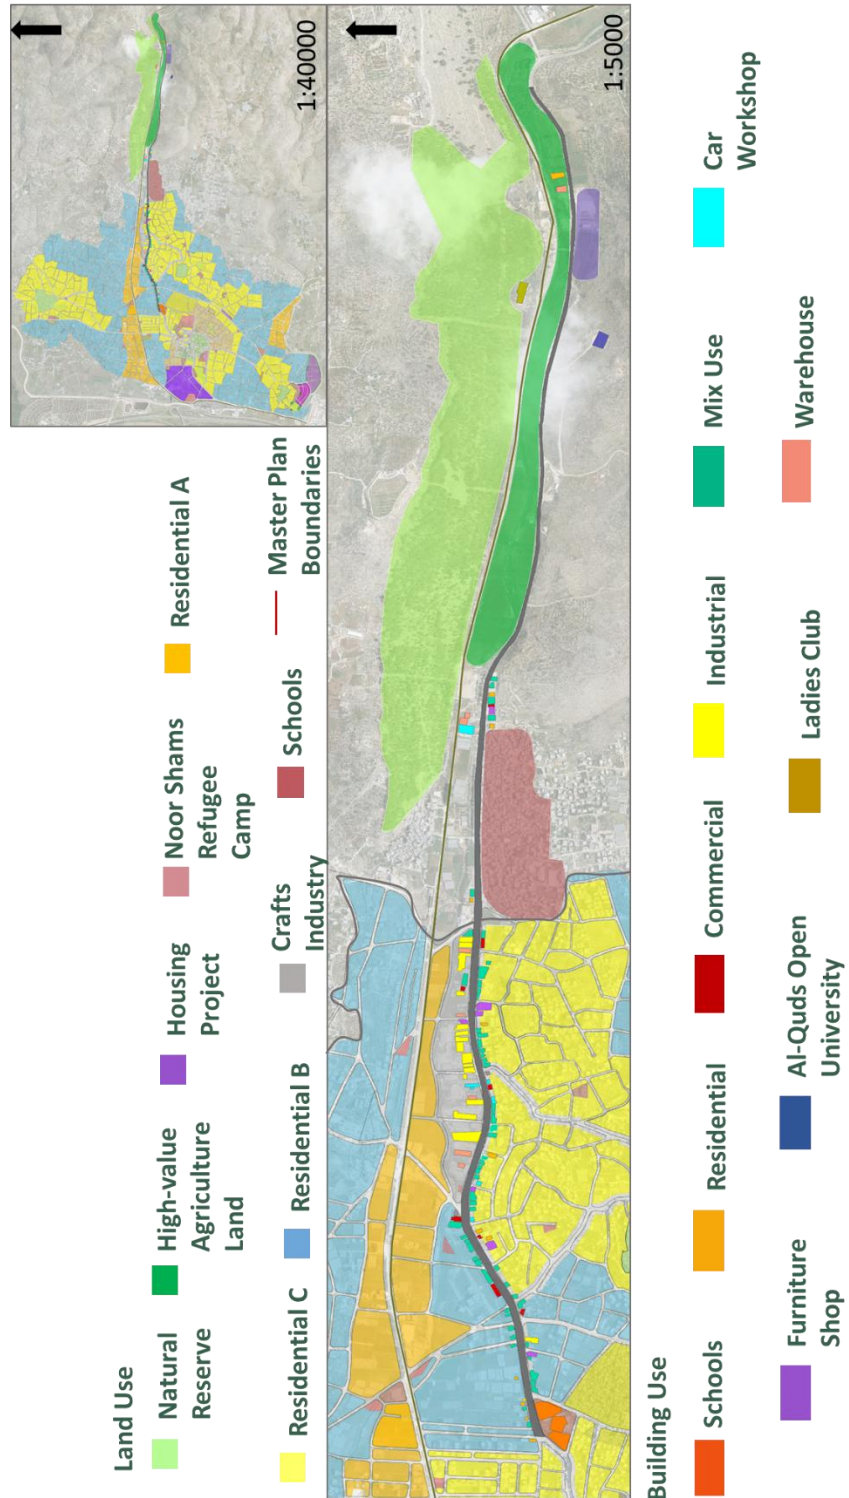 1:40000
1:5000
Land Use
Natural
Reserve
High-value
Agriculture
Land
Housing
Project
Noor Shams
Refugee
Camp
Residential A
Residential C
Residential B
Crafts
Industry
Schools
Master Plan
Boundaries
Building Use
Schools
Residential
Commercial
Industrial
Mix Use
Car
Workshop
Furniture
Shop
Al-Quds Open
University
Ladies Club
Warehouse